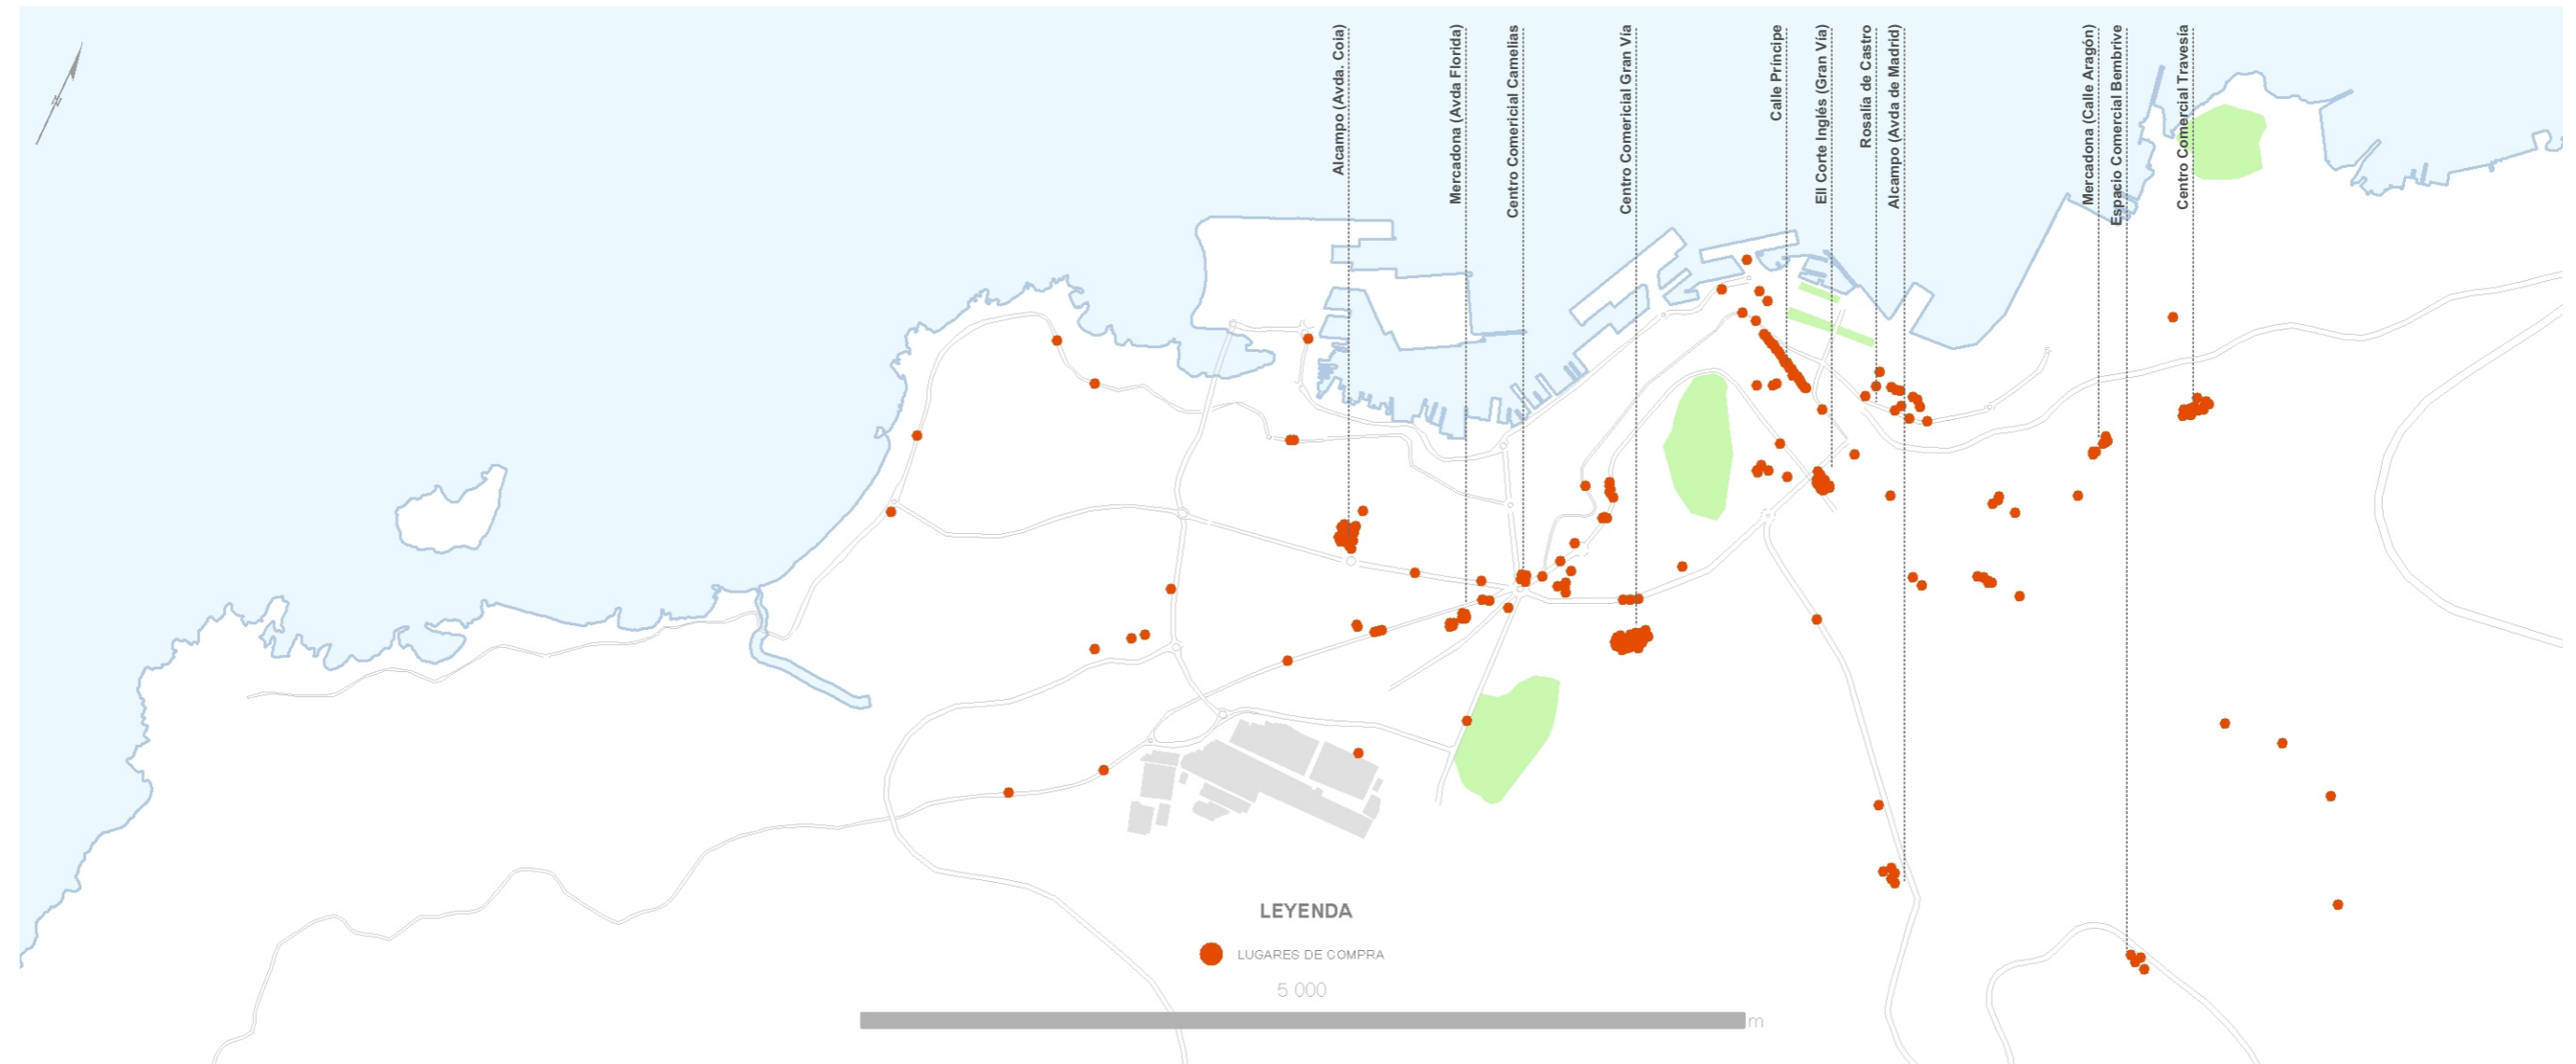 N
Alcampo (Avda. Coia)
Mercadona (Avda Florida)
Centro Comericial Camelias
Centro Comericial Gran Vía
Calle Príncipe
Ell Corte Inglés (Gran Vía)
Rosalía de Castro
Alcampo (Avda de Madrid)
Mercadona (Calle Aragón)
Espacio Comercial Bembrive
Centro Comercial Travesía
LEYENDA
LUGARES DE COMPRA
5 000
m